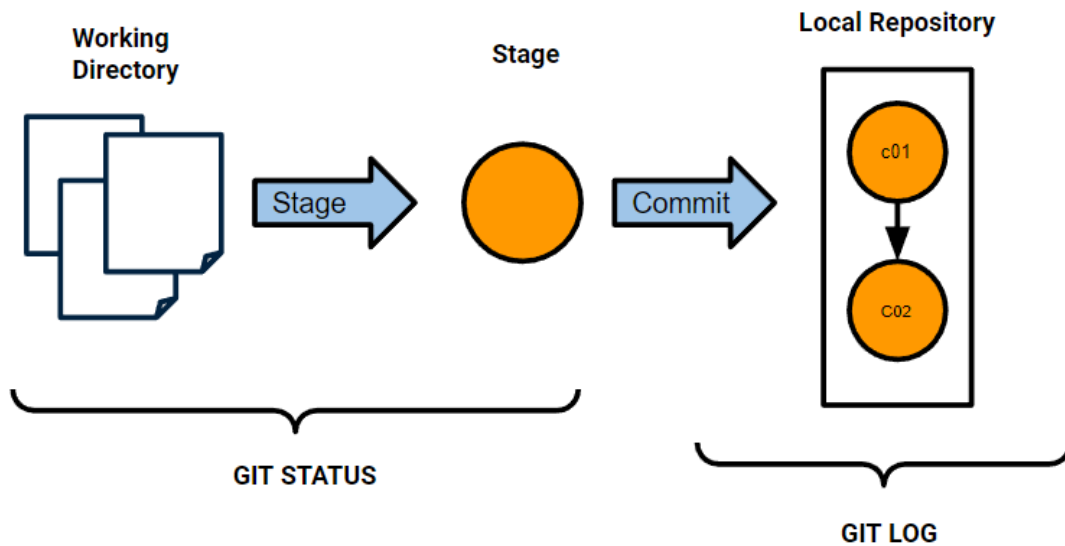 Working
Directory
Stage
Local Repository
Stage
Commit
c01
C02
GIT STATUS
GIT LOG